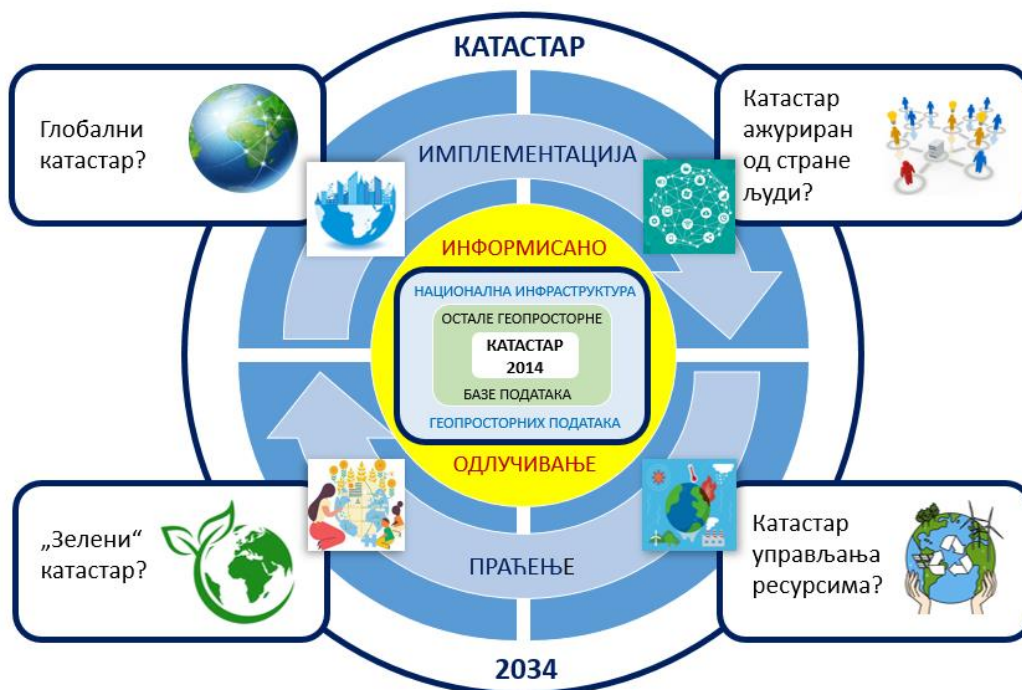 КАТАСТАР
Глобални
катастар?
Катастар
ажуриран
од стране
људи?
ИМПЛЕМЕНТАЦИЈА
ИНФОРМИСАНО
НАЦИОНАЛНА ИНФРАСТРУКТУРА
ОСТАЛЕ ГЕОПРОСТОРНЕ
КАТАСТАР
2014
БАЗЕ ПОДАТАКА
ГЕОПРОСТОРНИХ ПОДАТАКА
ОДЛУЧИВАЊЕ
„Зелени“
катастар?
Катастар
управљања
ресурсима?
ПРАЋЕЊЕ
2034